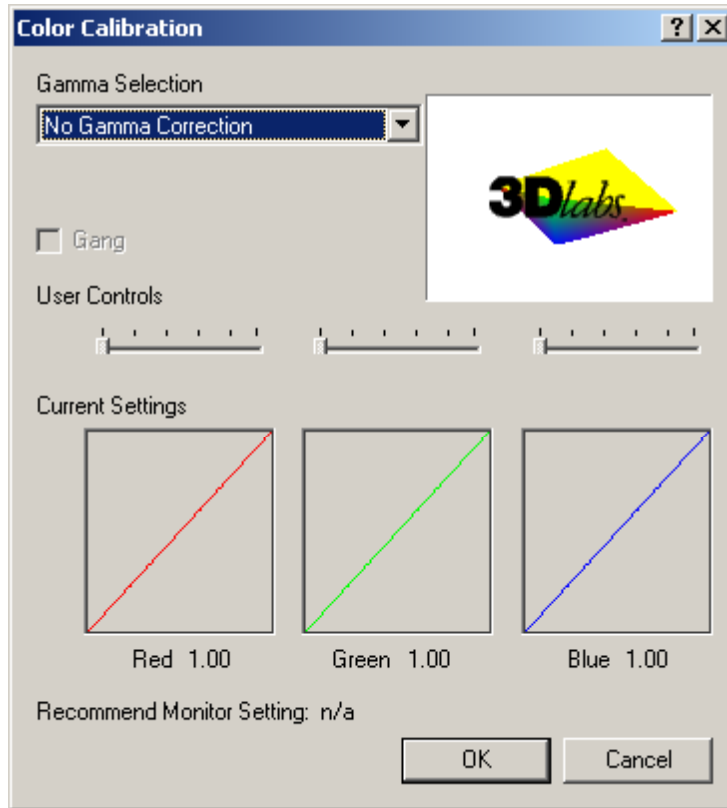 Color Calibration
Gamma Selection
No Gamma Correction
3Dlabs
Gang
User Controls
Current Settings
Red 1.00
Green 1.00
Blue 1.00
Recommend Monitor Setting: n/a
OK
Cancel